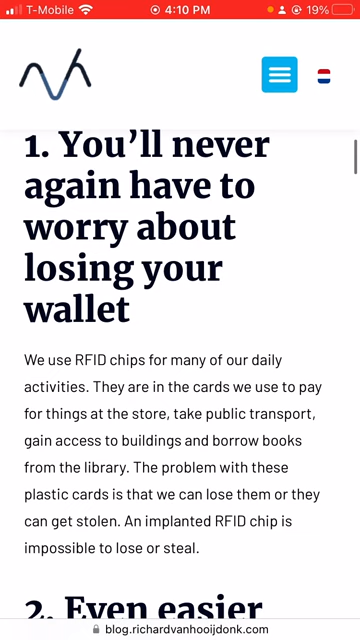 T-Mobile 4:10 PM 19%
1. You’ll never
again have to
worry about
losing your
wallet
We use RFID chips for many of our daily
activities. They are in the cards we use to pay
for things at the store, take public transport,
gain access to buildings and borrow books
from the library. The problem with these
plastic cards is that we can lose them or they
can get stolen. An implanted RFID chip is
impossible to lose or steal.
2. Even easier
blog.richardvanhooijdonk.com